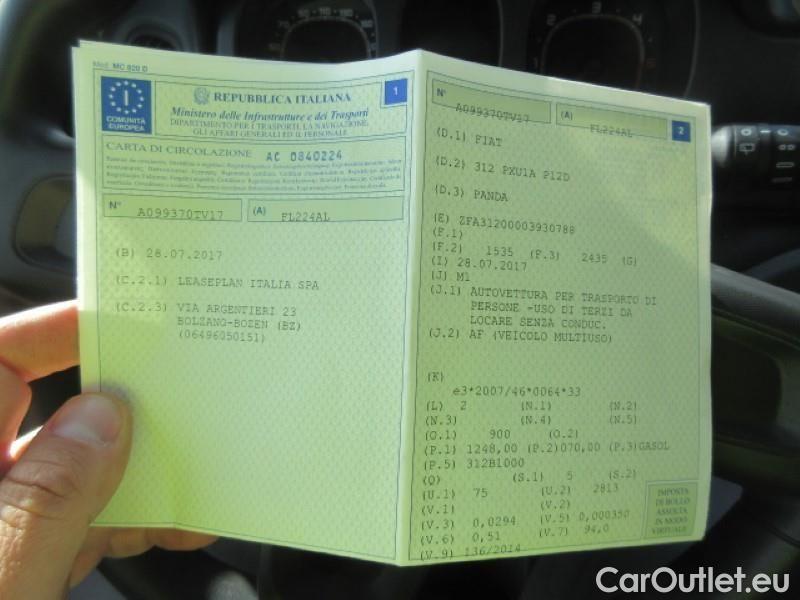 Mod. MC 820 D
1
I
COMUNITÀ
EUROPEA
REPUBBLICA ITALIANA
Ministero delle Infrastrutture e dei Trasporti
DIPARTIMENTO PER I TRASPORTI, LA NAVIGAZIONE,
GLI AFFARI GENERALI ED IL PERSONALE
CARTA DI CIRCOLAZIONE AC 0840224
N° A099370TV17 (A) FL224AL
(B) 28.07.2017
(C.2.1) LEASEPLAN ITALIA SPA
(C.2.3) VIA ARGENTIERI 23
BOLZANG-BOZEN (BZ)
(06496050151)
N° A099370TV17 (A) FL224AL 2
(D.1) FIAT
(D.2) 312 PXU1A P12D
(D.3) PANDA
(E) ZFA31200003930788
(F.1)
(F.2) 1535 (F.3) 2435 (G)
(I) 28.07.2017
(J) M1
(J.1) AUTOVETTURA PER TRASPORTO DI
PERSONE -USO DI TERZI DA
LOCARE SENZA CONDUC.
(J.2) AF (VEICOLO MULTIUSO)
(K)
e3*2007/46*0064*33
(L) 2 (N.1) (N.2)
(N.3) (N.4) (N.5)
(O.1) 900 (O.2)
(P.1) 1248,00 (P.2)070,00 (P.3)GASOL
(P.5) 312B1000
(Q) (S.1) 5 (S.2)
(U.1) 75 (U.2) 2813
(V.1) (V.2)
(V.3) 0,0294 (V.5) 0,000350
(V.6) 0,51 (V.7) 94,0
(V.9) 136/2014
IMPOSTA
DI BOLLO
ASSOLTA
IN MODO
VIRTUALE
CarOutlet.eu